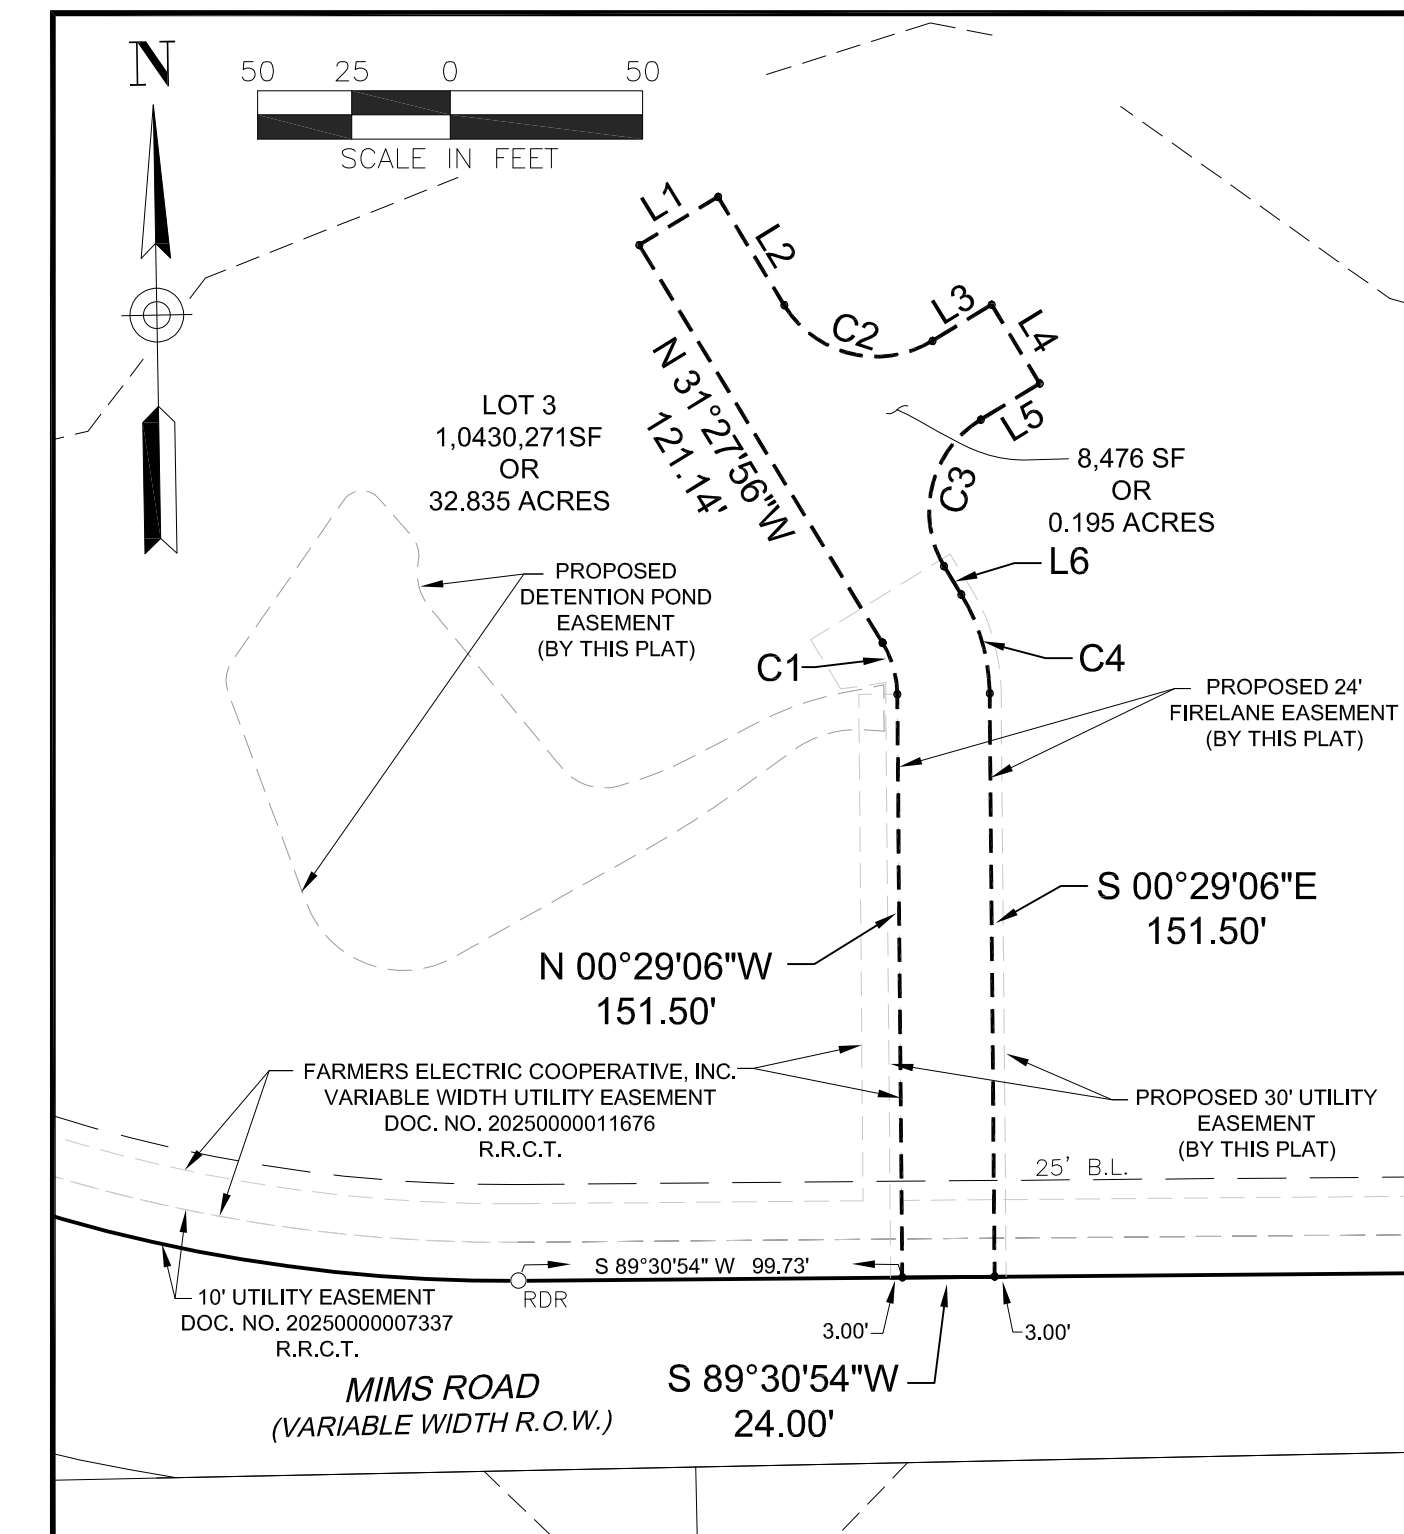 N
50 25 0 50
SCALE IN FEET
L1
L2
L3
L4
C2
L5
N 31°27'56"W
121.14'
LOT 3
1,0430,271SF
OR
32.835 ACRES
C3
8,476 SF
OR
0.195 ACRES
L6
PROPOSED
DETENTION POND
EASEMENT
(BY THIS PLAT)
C1
C4
PROPOSED 24'
FIRELANE EASEMENT
(BY THIS PLAT)
S 00°29'06"E
151.50'
N 00°29'06"W
151.50'
FARMERS ELECTRIC COOPERATIVE, INC.
VARIABLE WIDTH UTILITY EASEMENT
DOC. NO. 20250000011676
R.R.C.T.
PROPOSED 30' UTILITY
EASEMENT
(BY THIS PLAT)
25' B.L.
S 89°30'54" W 99.73'
RDR
10' UTILITY EASEMENT
DOC. NO. 20250000007337
R.R.C.T.
3.00'
3.00'
MIMS ROAD
(VARIABLE WIDTH R.O.W.)
S 89°30'54"W
24.00'